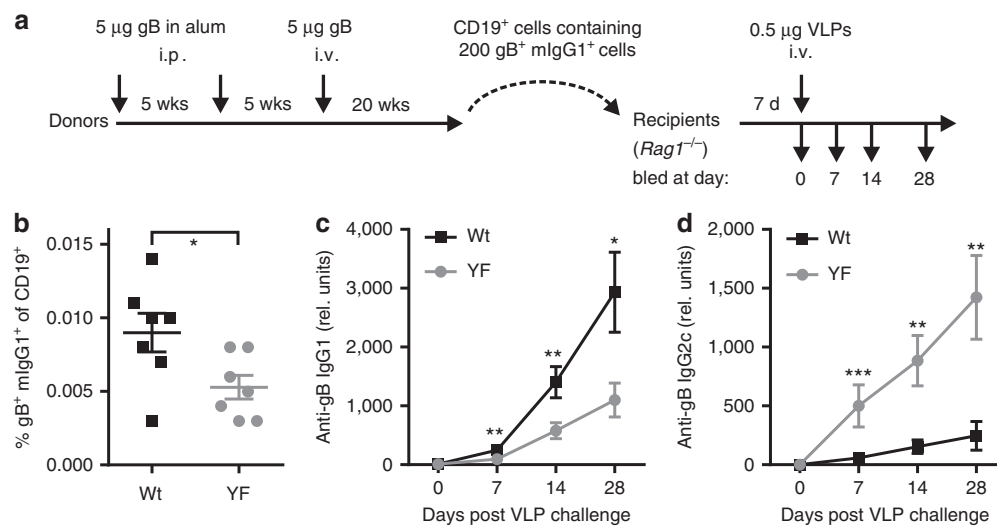 a
5 μg gB in alum
i.p.
5 μg gB
i.v.
CD19+ cells containing
200 gB+ mIgG1+ cells
0.5 μg VLPs
i.v.
5 wks
5 wks
20 wks
7 d
Donors
Recipients
(Rag1–/–)
bled at day:
0 7 14 28
b
% gB+ mIgG1+ of CD19+
0.015
0.010
0.005
0.000
*
Wt YF
c
Anti-gB IgG1 (rel. units)
4,000
3,000
2,000
1,000
0
Wt
YF
**
**
*
0 7 14 28
Days post VLP challenge
d
Anti-gB IgG2c (rel. units)
2,000
1,500
1,000
500
0
Wt
YF
***
**
**
0 7 14 28
Days post VLP challenge